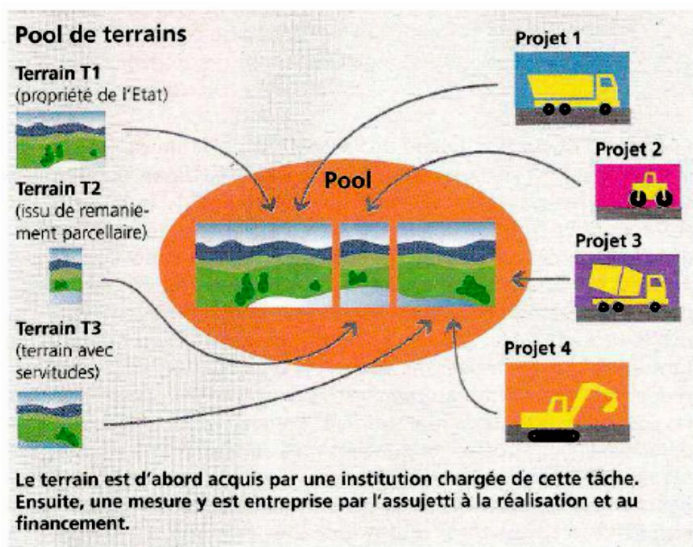 Pool de terrains
Terrain T1
(propriété de l'Etat)
Terrain T2
(issu de remanie-
ment parcellaire)
Terrain T3
(terrain avec
servitudes)
Pool
Projet 1
Projet 2
Projet 3
Projet 4
Le terrain est d'abord acquis par une institution chargée de cette tâche.
Ensuite, une mesure y est entreprise par l'assujetti à la réalisation et au
financement.